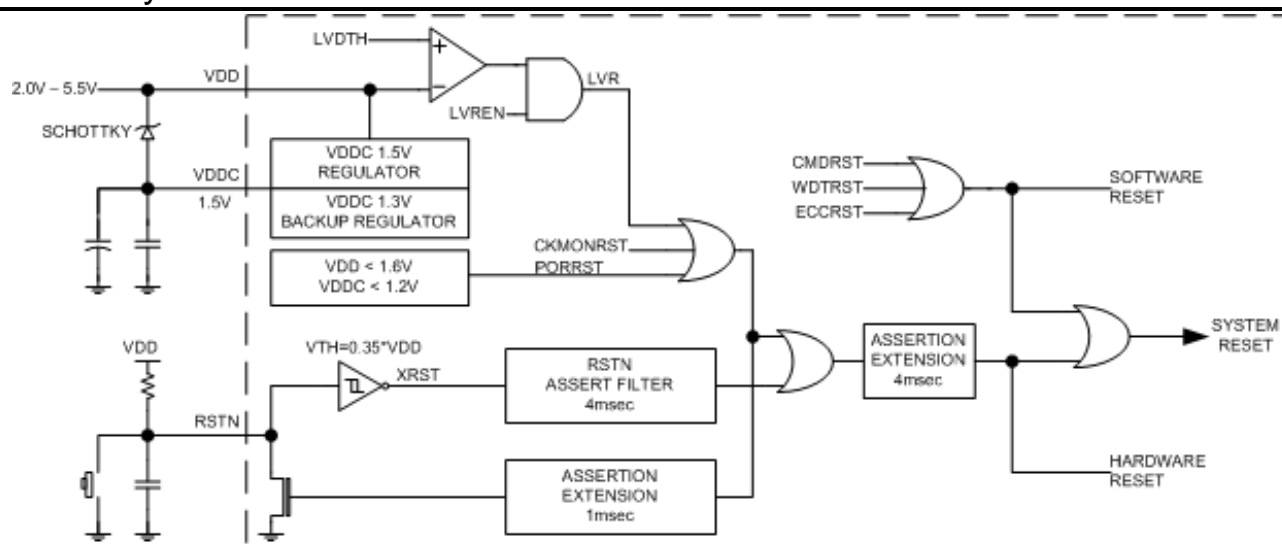 LVDTH
VDD
2.0V – 5.5V
LVREN
LVR
SCHOTTKY
VDDC 1.5V
REGULATOR
VDDC
1.5V
VDDC 1.3V
BACKUP REGULATOR
CMDRST
WDTRST
ECCRST
SOFTWARE
RESET
CKMONRST
PORRST
VDD < 1.6V
VDDC < 1.2V
VDD
VTH=0.35*VDD
XRST
RSTN
ASSERT FILTER
4msec
ASSERTION
EXTENSION
4msec
SYSTEM
RESET
RSTN
ASSERTION
EXTENSION
1msec
HARDWARE
RESET